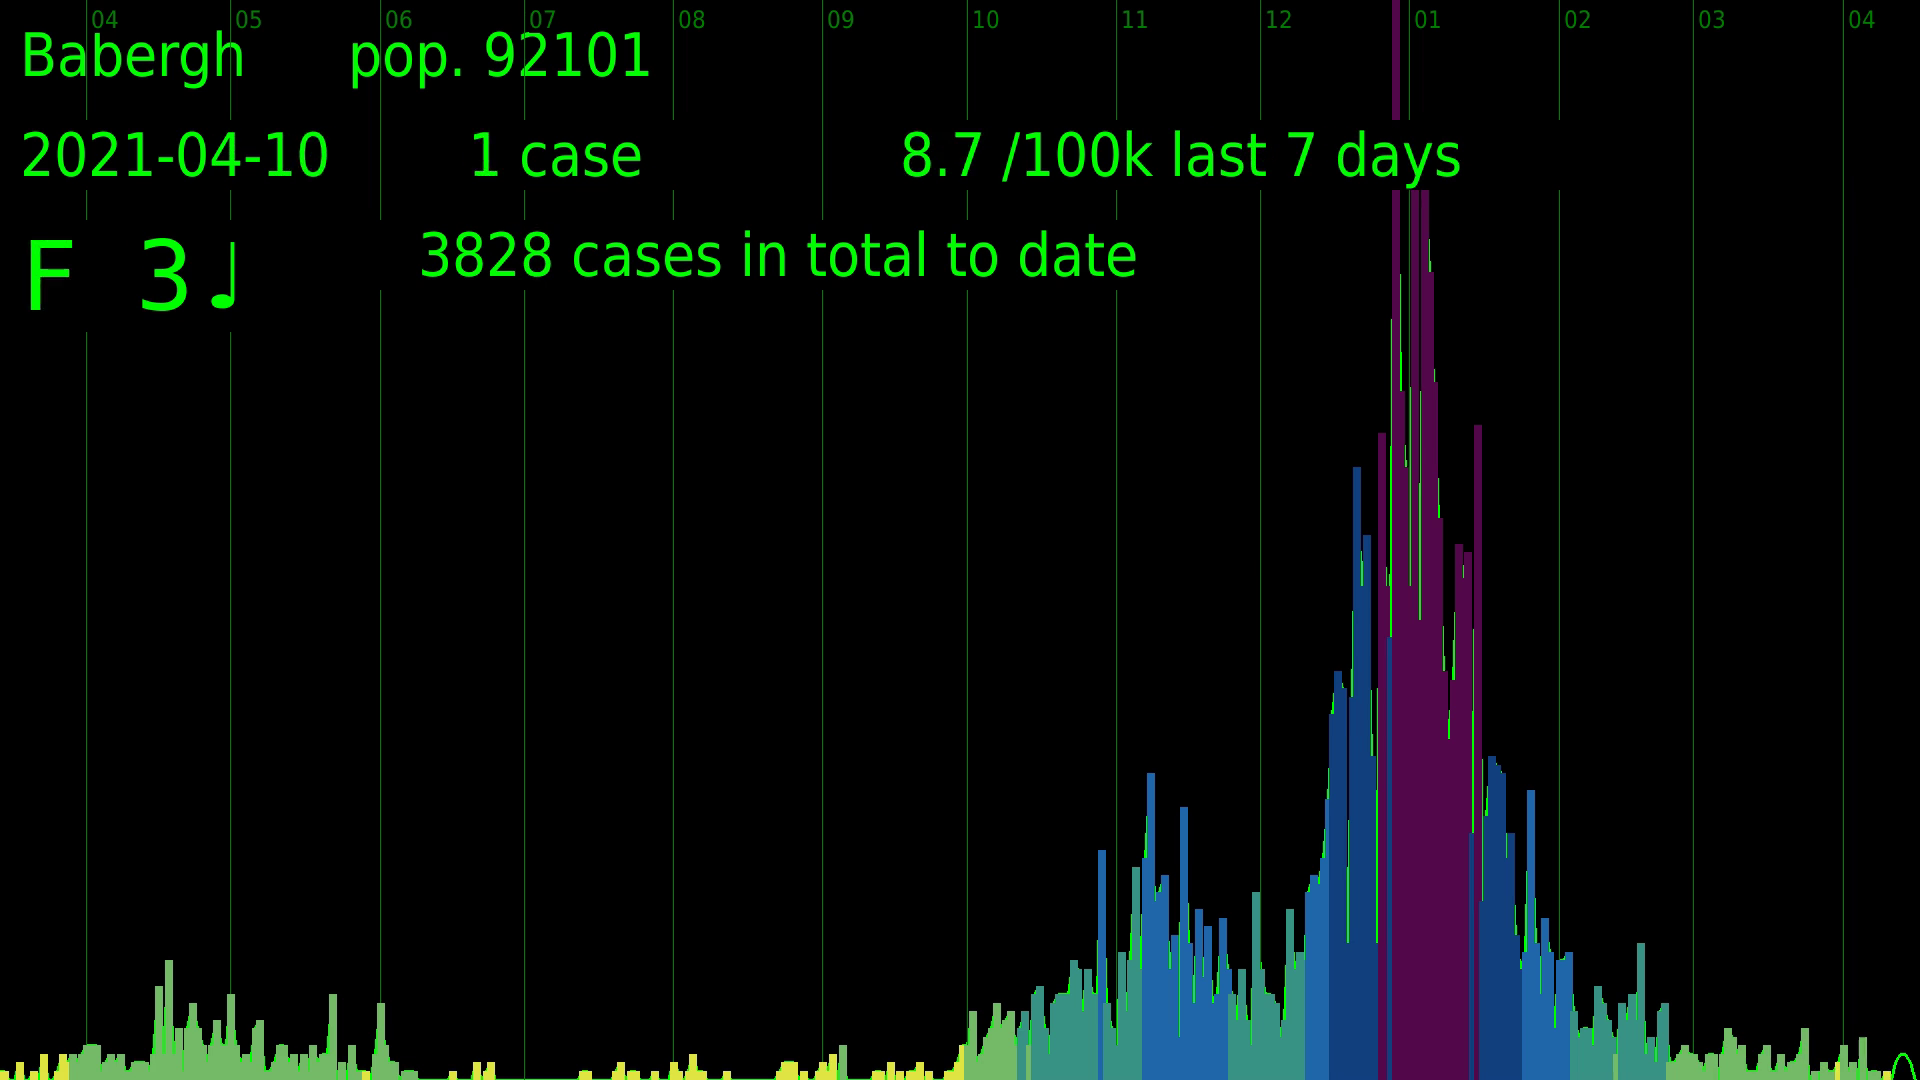 04 05 06 07 08 09 10 11 12 01 02 03 04
Babergh pop. 92101
2021-04-10 1 case 8.7 /100k last 7 days
F 3♩ 3828 cases in total to date